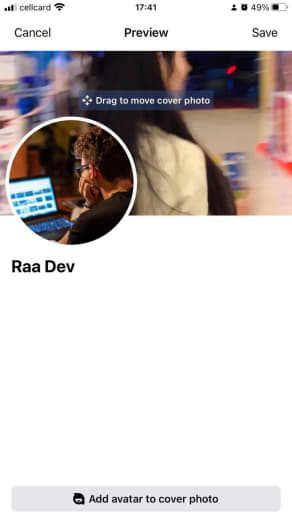 cellcard 17:41 49%
Cancel Preview Save
Drag to move cover photo
Raa Dev
Add avatar to cover photo